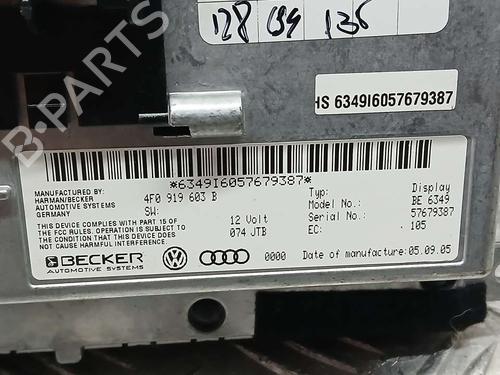 128 094 136
HS 6349I6057679387
*6349I6057679387*
MANUFACTURED BY:
HARMAN/BECKER
AUTOMOTIVE SYSTEMS
GERMANY
4F0 919 603 B
SW:
Typ: Display
Model No.: BE 6349
Serial No.: 57679387
EC: .105
THIS DEVICE COMPLIES WITH PART 15 OF
THE FCC RULES. OPERATION IS SUBJECT
TO THE CONDITION THAT THIS DEVICE
DOES NOT CAUSE HARMFUL INTERFERENCE
12 Volt
074 JTB
BECKER
AUTOMOTIVE SYSTEMS
0000
Date of manufacture: 05.09.05
B-PARTS